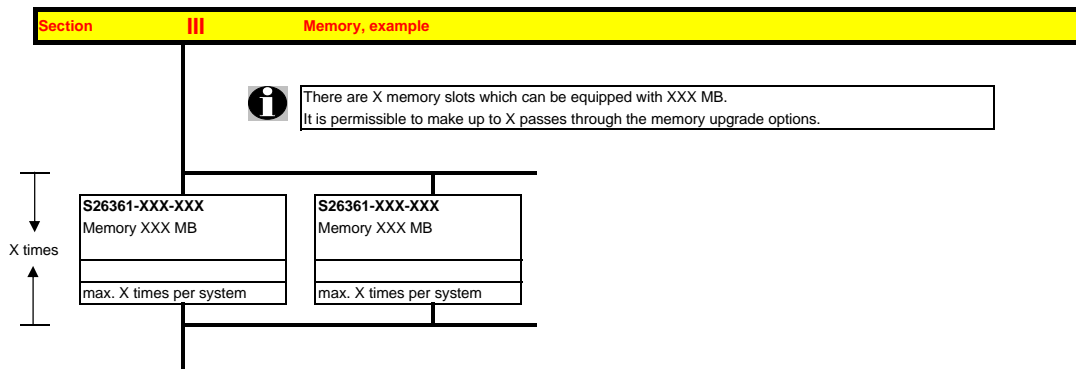 Section III Memory, example
There are X memory slots which can be equipped with XXX MB.
It is permissible to make up to X passes through the memory upgrade options.
X times
S26361-XXX-XXX
Memory XXX MB
max. X times per system
S26361-XXX-XXX
Memory XXX MB
max. X times per system